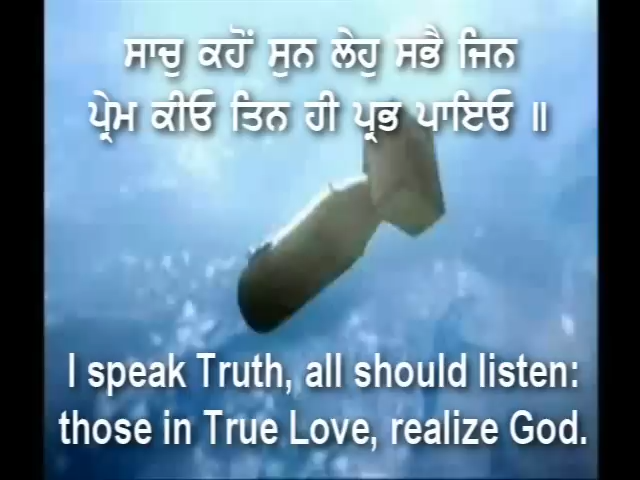 ਸਾਚੁ ਕਹੋਂ ਸੁਨ ਲੇਹੁ ਸਭੈ ਜਿਨ
ਪ੍ਰੇਮ ਕੀਓ ਤਿਨ ਹੀ ਪ੍ਰਭ ਪਾਇਓ ॥
I speak Truth, all should listen:
those in True Love, realize God.